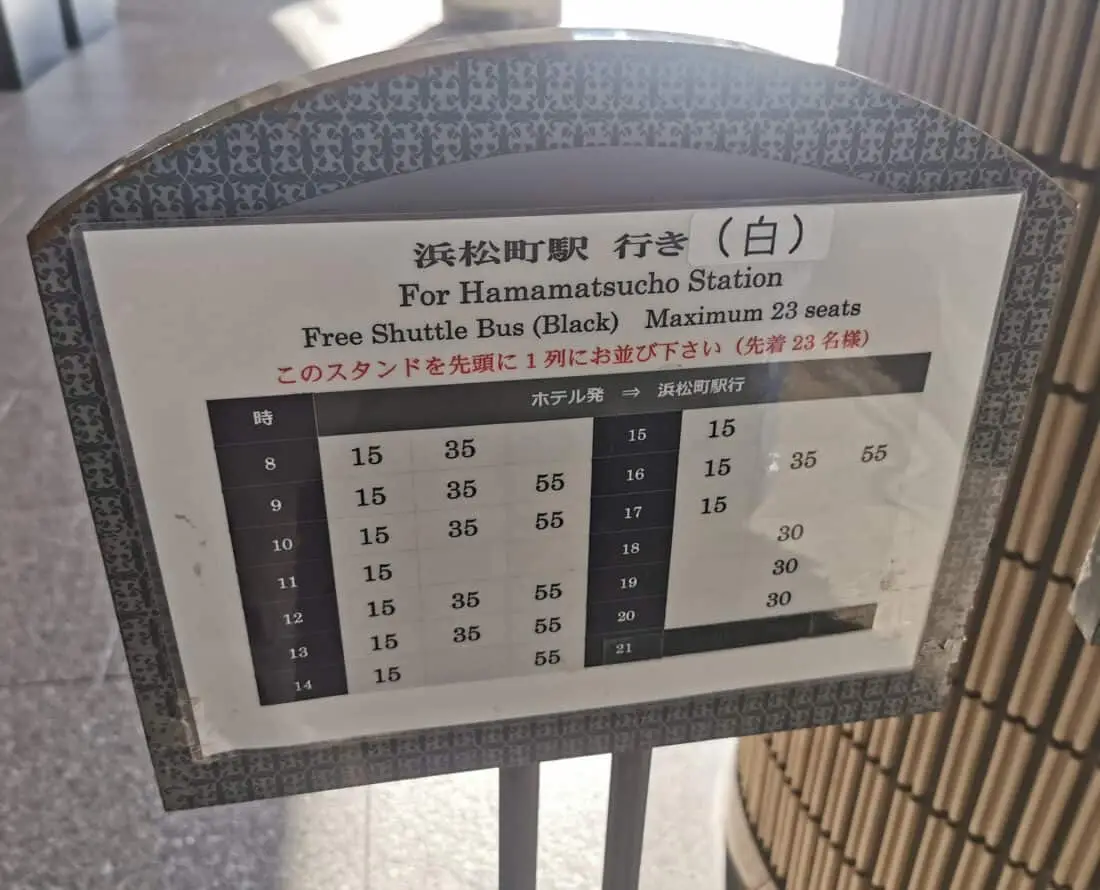 浜松町駅 行き（白）
For Hamamatsucho Station
Free Shuttle Bus (Black) Maximum 23 seats
このスタンドを先頭に1列にお並び下さい（先着23名様）
時 ホテル発 ⇒ 浜松町駅行
8 15 35
9 15 35 55
10 15 35 55
11 15
12 15 35 55
13 15 35 55
14 15 55
15 15
16 15 35 55
17 15
18 30
19 30
20 30
21